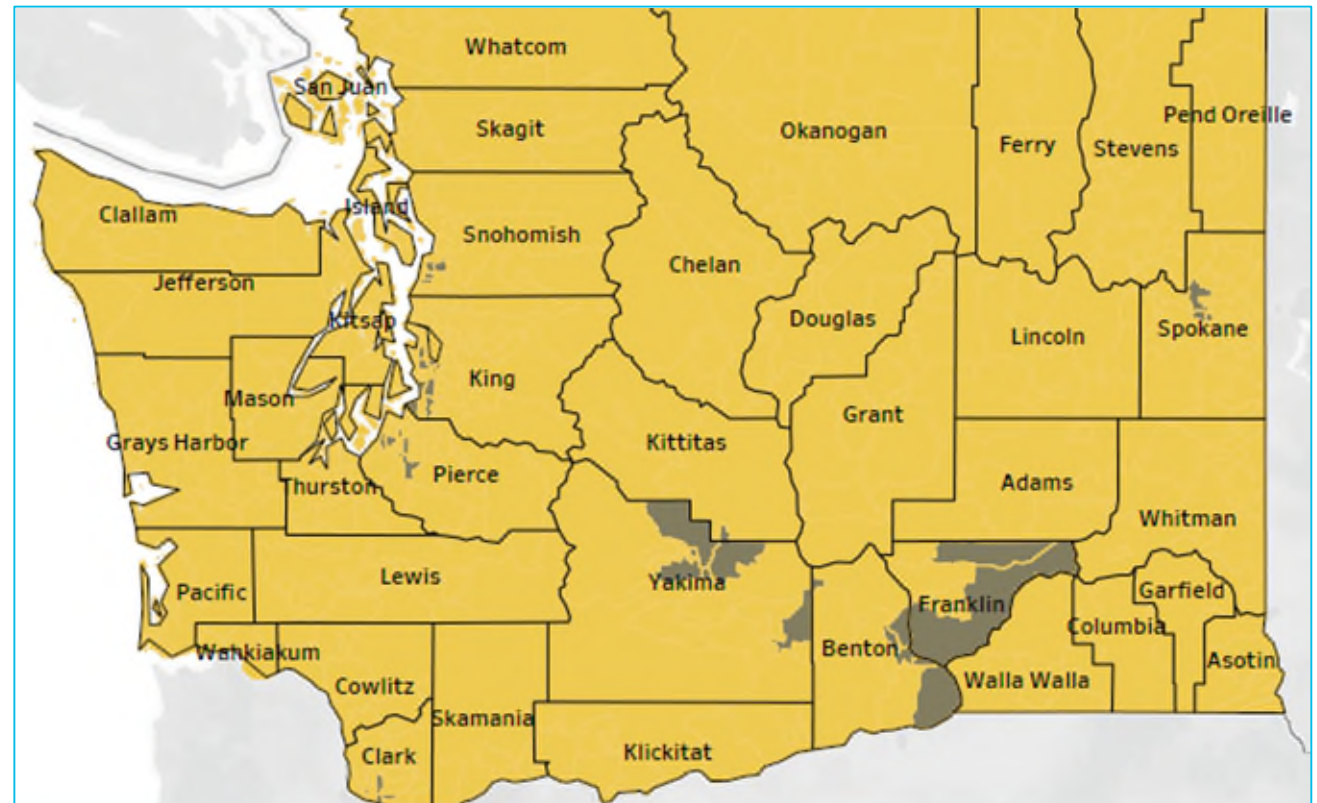 Whatcom
San Juan
Skagit
Okanogan
Ferry
Stevens
Pend Oreille
Clallam
Island
Snohomish
Chelan
Jefferson
Kitsap
Douglas
Lincoln
Spokane
King
Mason
Grant
Grays Harbor
Kittitas
Pierce
Thurston
Adams
Whitman
Lewis
Yakima
Pacific
Franklin
Garfield
Columbia
Wahkiakum
Benton
Asotin
Cowlitz
Walla Walla
Skamania
Clark
Klickitat